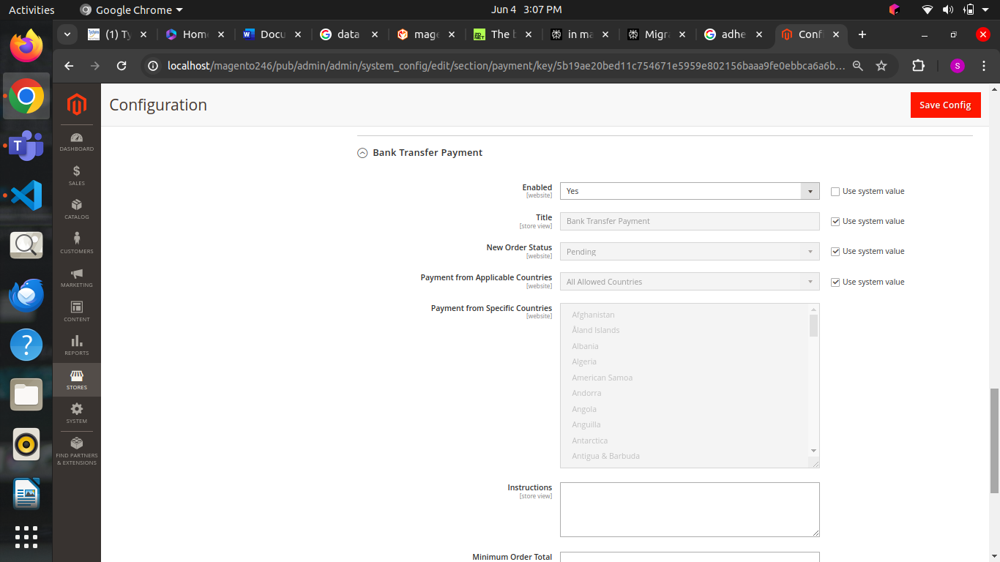 Activities Google Chrome Jun 4 3:07 PM
(1) Ty Home Docu data mage The b in ma Migr adhe Conf
localhost/magento246/pub/admin/admin/system_config/edit/section/payment/key/5b19ae20bed11c754671e5959e802156baaa9fe0ebbca6a6b... S
Configuration
Save Config
DASHBOARD
SALES
CATALOG
CUSTOMERS
MARKETING
CONTENT
REPORTS
STORES
SYSTEM
FIND PARTNERS
& EXTENSIONS
Bank Transfer Payment
Enabled Yes Use system value
[website]
Title Bank Transfer Payment Use system value
[store view]
New Order Status Pending Use system value
[website]
Payment from Applicable Countries All Allowed Countries Use system value
[website]
Payment from Specific Countries
[website]
Afghanistan
Åland Islands
Albania
Algeria
American Samoa
Andorra
Angola
Anguilla
Antarctica
Antigua & Barbuda
Instructions
[store view]
Minimum Order Total